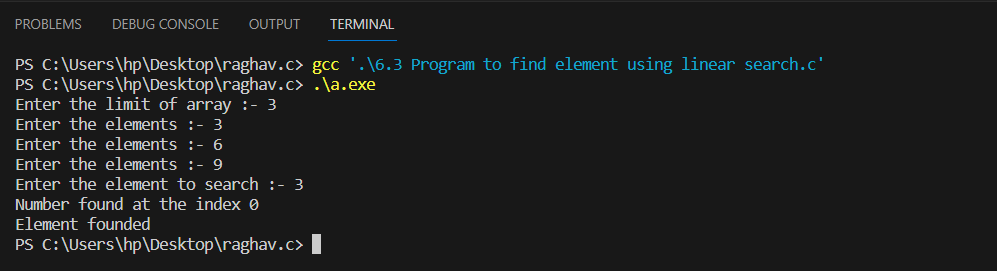 PROBLEMS DEBUG CONSOLE OUTPUT TERMINAL
PS C:\Users\hp\Desktop\raghav.c> gcc '.\6.3 Program to find element using linear search.c'
PS C:\Users\hp\Desktop\raghav.c> .\a.exe
Enter the limit of array :- 3
Enter the elements :- 3
Enter the elements :- 6
Enter the elements :- 9
Enter the element to search :- 3
Number found at the index 0
Element founded
PS C:\Users\hp\Desktop\raghav.c>